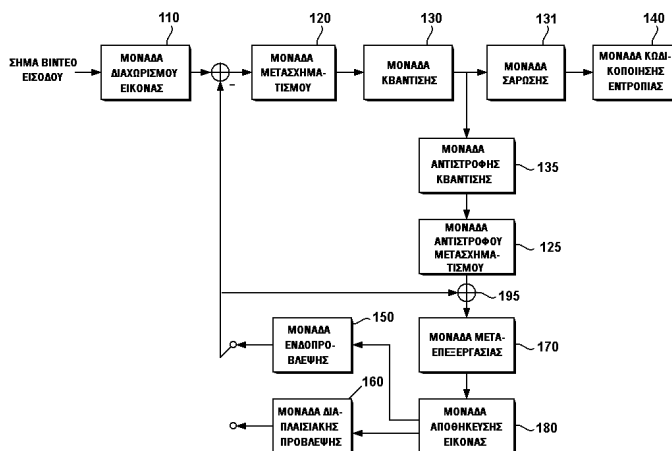 110
120
130
131
140
ΣΗΜΑ ΒΙΝΤΕΟ
ΕΙΣΟΔΟΥ
ΜΟΝΑΔΑ
ΔΙΑΧΩΡΙΣΜΟΥ
ΕΙΚΟΝΑΣ
ΜΟΝΑΔΑ
ΜΕΤΑΣΧΗΜΑ-
ΤΙΣΜΟΥ
ΜΟΝΑΔΑ
ΚΒΑΝΤΙΣΗΣ
ΜΟΝΑΔΑ
ΣΑΡΩΣΗΣ
ΜΟΝΑΔΑ ΚΩΔΙ-
ΚΟΠΟΙΗΣΗΣ
ΕΝΤΡΟΠΙΑΣ
ΜΟΝΑΔΑ
ΑΝΤΙΣΤΡΟΦΗΣ
ΚΒΑΝΤΙΣΗΣ
135
ΜΟΝΑΔΑ
ΑΝΤΙΣΤΡΟΦΟΥ
ΜΕΤΑΣΧΗΜΑ-
ΤΙΣΜΟΥ
125
195
150
ΜΟΝΑΔΑ
ΕΝΔΟΠΡΟ-
ΒΛΕΨΗΣ
ΜΟΝΑΔΑ ΜΕΤΑ-
ΕΠΕΞΕΡΓΑΣΙΑΣ
170
160
ΜΟΝΑΔΑ ΔΙΑ-
ΠΛΑΙΣΙΑΚΗΣ
ΠΡΟΒΛΕΨΗΣ
ΜΟΝΑΔΑ
ΑΠΟΘΗΚΕΥΣΗΣ
ΕΙΚΟΝΑΣ
180